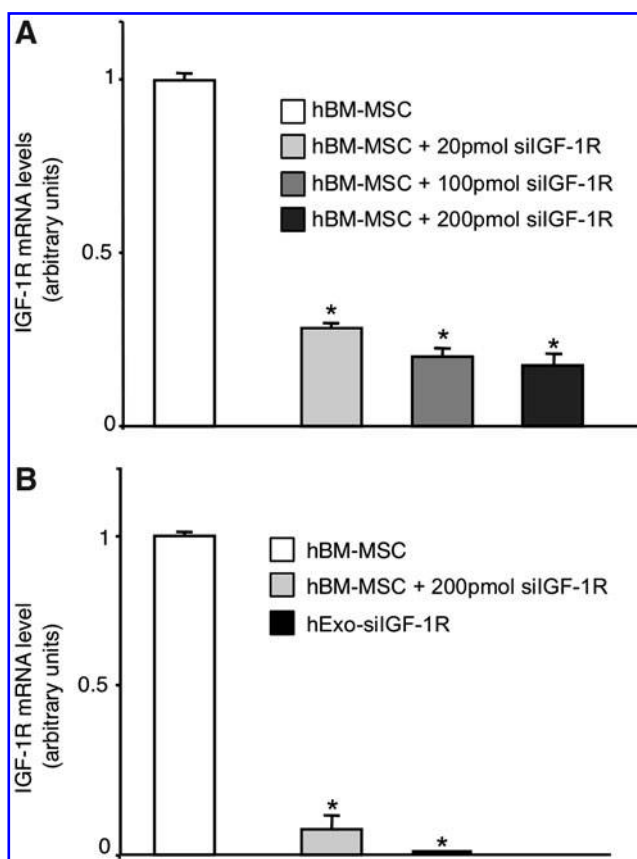 A
IGF-1R mRNA levels
(arbitrary units)
1
0.5
0
hBM-MSC
hBM-MSC + 20pmol siIGF-1R
hBM-MSC + 100pmol siIGF-1R
hBM-MSC + 200pmol siIGF-1R
*
*
*
B
IGF-1R mRNA level
(arbitrary units)
1
0.5
0
hBM-MSC
hBM-MSC + 200pmol siIGF-1R
hExo-siIGF-1R
*
*